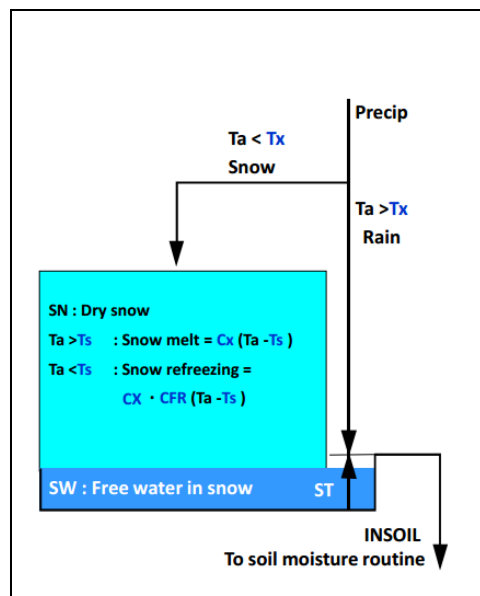 Precip
Ta < Tx
Snow
Ta >Tx
Rain
SN : Dry snow
Ta >Ts : Snow melt = Cx (Ta -Ts )
Ta <Ts : Snow refreezing =
CX · CFR (Ta -Ts )
SW : Free water in snow ST
INSOIL
To soil moisture routine